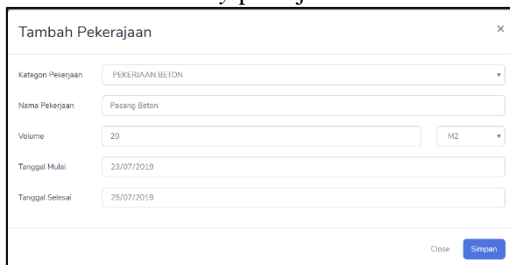 Tambah Pekerajaan ×
Kategori Pekerjaan PEKERJAAN BETON
Nama Pekerjaan Pasang Beton
Volume 20 M2
Tanggal Mulai 23/07/2019
Tanggal Selesai 25/07/2019
Close Simpan